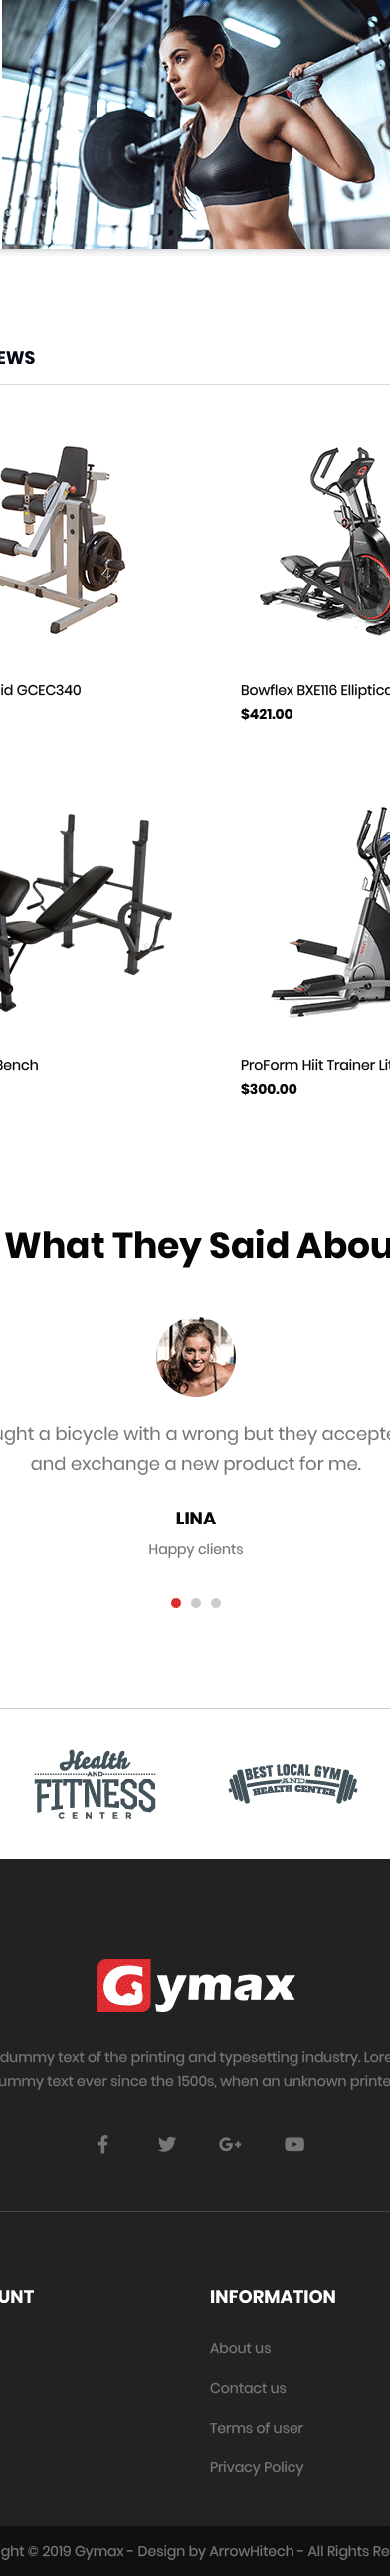 EWS
id GCEC340
Bowflex BXE116 Elliptica
$421.00
Bench
ProForm Hiit Trainer Li
$300.00
What They Said Abou
ught a bicycle with a wrong but they accepte
and exchange a new product for me.
LINA
Happy clients
Health
AND
FITNESS
CENTER
BEST LOCAL GYM
AND
HEALTH CENTER
Gymax
dummy text of the printing and typesetting industry. Lore
ummy text ever since the 1500s, when an unknown printe
UNT
INFORMATION
About us
Contact us
Terms of user
Privacy Policy
ght © 2019 Gymax - Design by ArrowHitech - All Rights Re